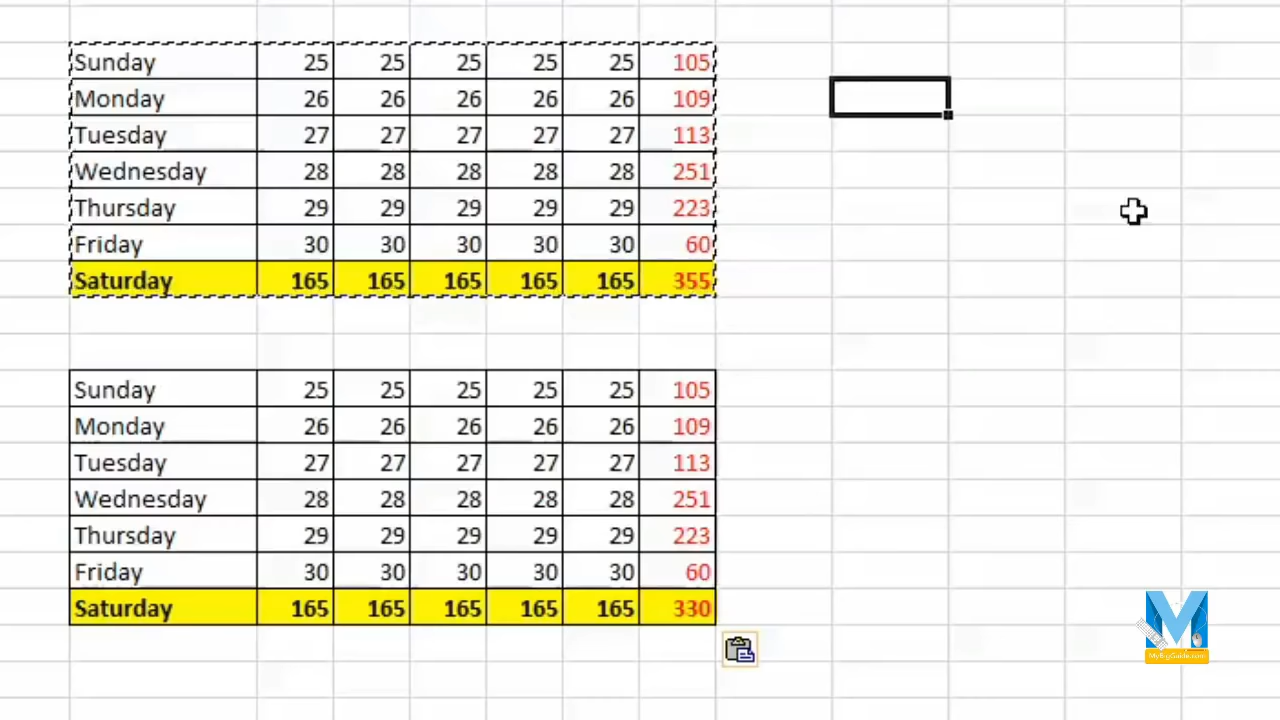 Sunday 25 25 25 25 25 105
Monday 26 26 26 26 26 109
Tuesday 27 27 27 27 27 113
Wednesday 28 28 28 28 28 251
Thursday 29 29 29 29 29 223
Friday 30 30 30 30 30 60
Saturday 165 165 165 165 165 355
Sunday 25 25 25 25 25 105
Monday 26 26 26 26 26 109
Tuesday 27 27 27 27 27 113
Wednesday 28 28 28 28 28 251
Thursday 29 29 29 29 29 223
Friday 30 30 30 30 30 60
Saturday 165 165 165 165 165 330
M
MyBigGuide.com